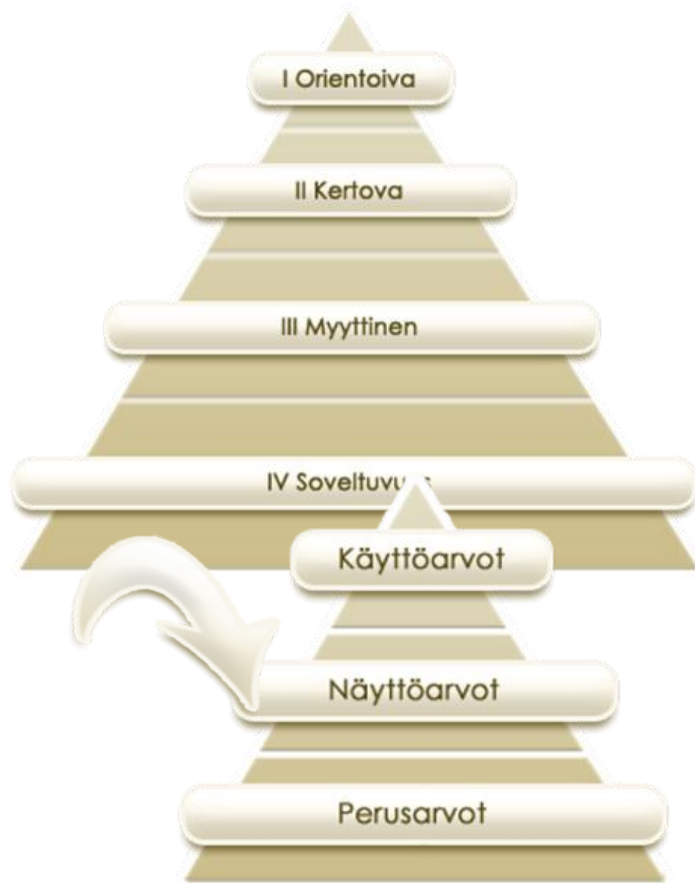 I Orientoiva
II Kertova
III Myyttinen
IV
Käyttöarvot
Näyttöarvot
Perusarvot